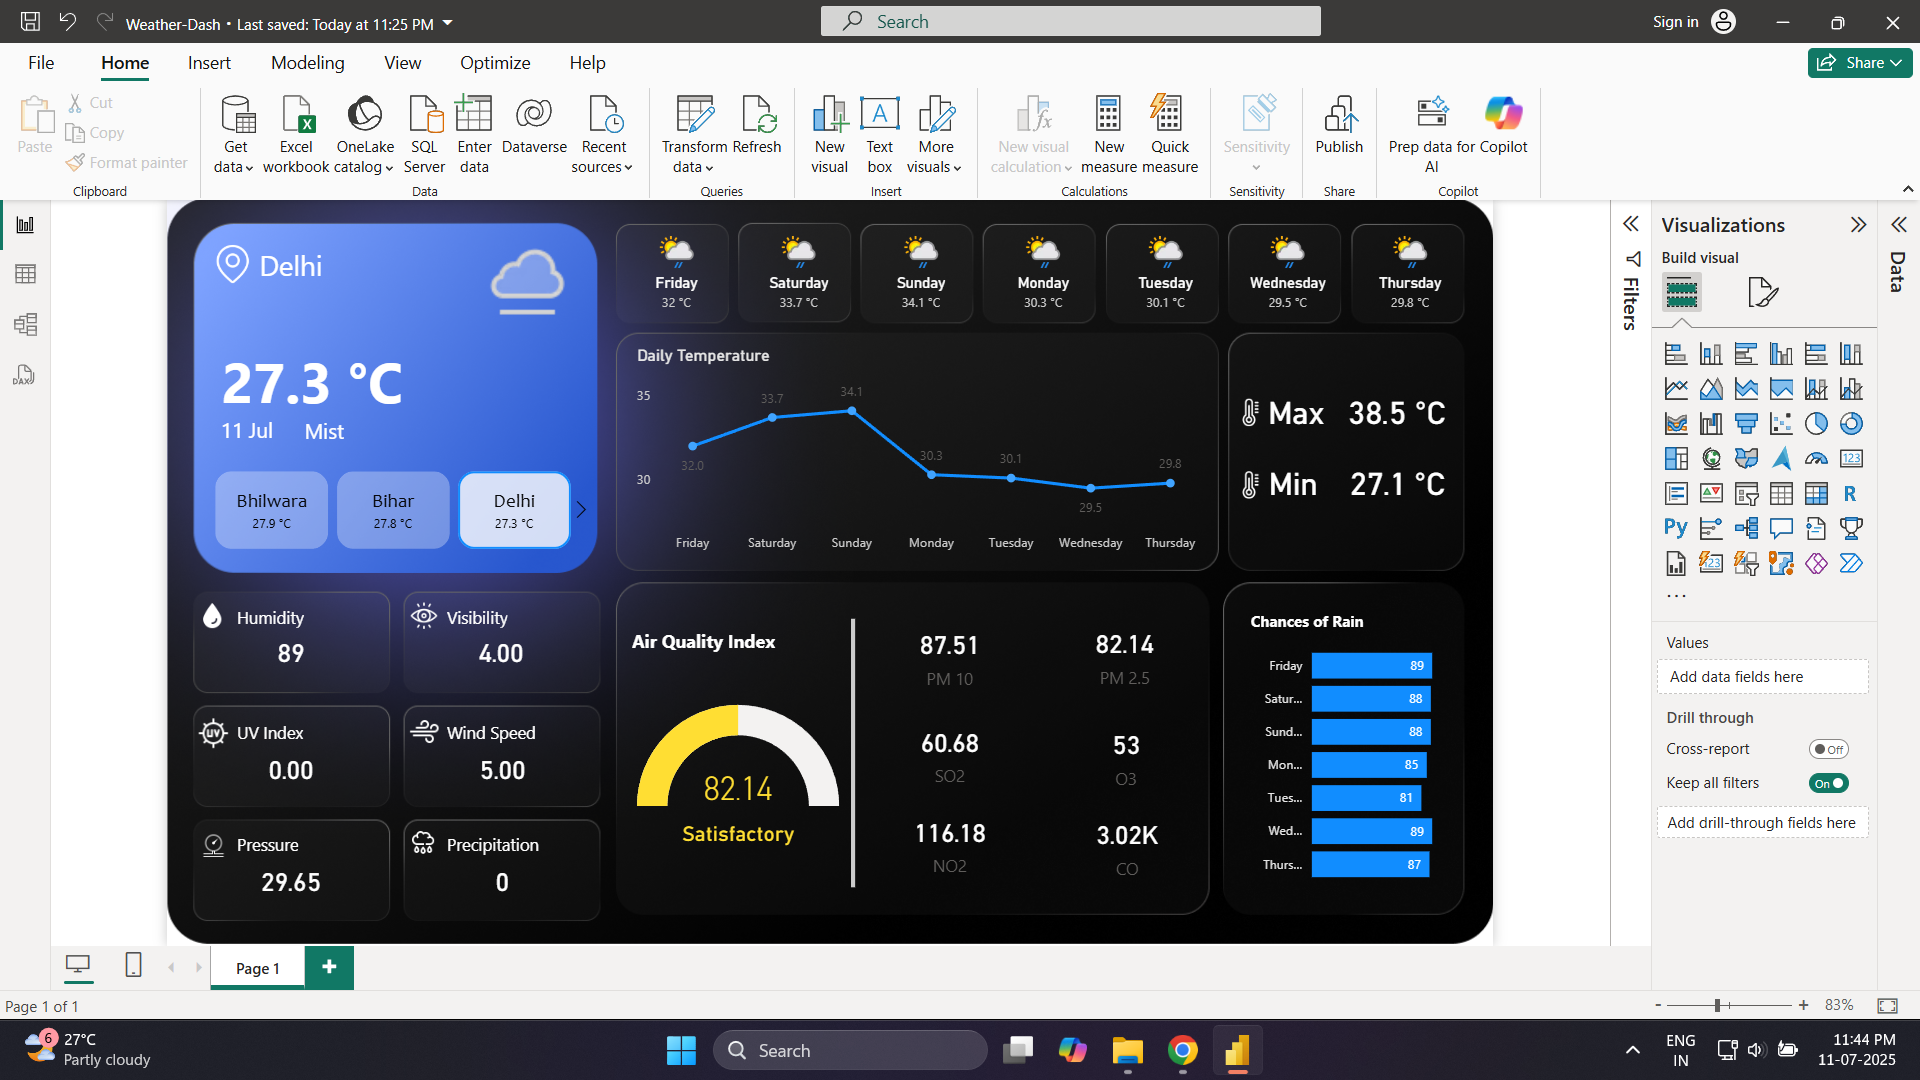 Weather-Dash • Last saved: Today at 11:25 PM
Search
Sign in
File
Home
Insert
Modeling
View
Optimize
Help
Share
Paste
Cut
Copy
Format painter
Clipboard
Get data
Excel workbook
OneLake catalog
SQL Server
Enter data
Dataverse
Recent sources
Data
Transform data
Refresh
Queries
New visual
Text box
More visuals
Insert
New visual calculation
New measure
Quick measure
Calculations
Sensitivity
Sensitivity
Publish
Share
Prep data for AI
Copilot
Copilot
Delhi
27.3 °C
11 Jul
Mist
Bhilwara
27.9 °C
Bihar
27.8 °C
Delhi
27.3 °C
Friday
32 °C
Saturday
33.7 °C
Sunday
34.1 °C
Monday
30.3 °C
Tuesday
30.1 °C
Wednesday
29.5 °C
Thursday
29.8 °C
Daily Temperature
35
30
32.0
33.7
34.1
30.3
30.1
29.5
29.8
Friday
Saturday
Sunday
Monday
Tuesday
Wednesday
Thursday
Max 38.5 °C
Min 27.1 °C
Humidity
89
Visibility
4.00
UV
UV Index
0.00
Wind Speed
5.00
Pressure
29.65
Precipitation
0
Air Quality Index
82.14
Satisfactory
87.51
PM 10
82.14
PM 2.5
60.68
SO2
53
O3
116.18
NO2
3.02K
CO
Chances of Rain
Friday 89
Satur... 88
Sund... 88
Mon... 85
Tues... 81
Wed... 89
Thurs... 87
Filters
Visualizations
Build visual
123
R
Py
123
...
Values
Add data fields here
Drill through
Cross-report
Off
Keep all filters
On
Add drill-through fields here
Data
DAX
Page 1
+
Page 1 of 1
- + 83%
6
27°C
Partly cloudy
Search
ENG
IN
11:44 PM
11-07-2025